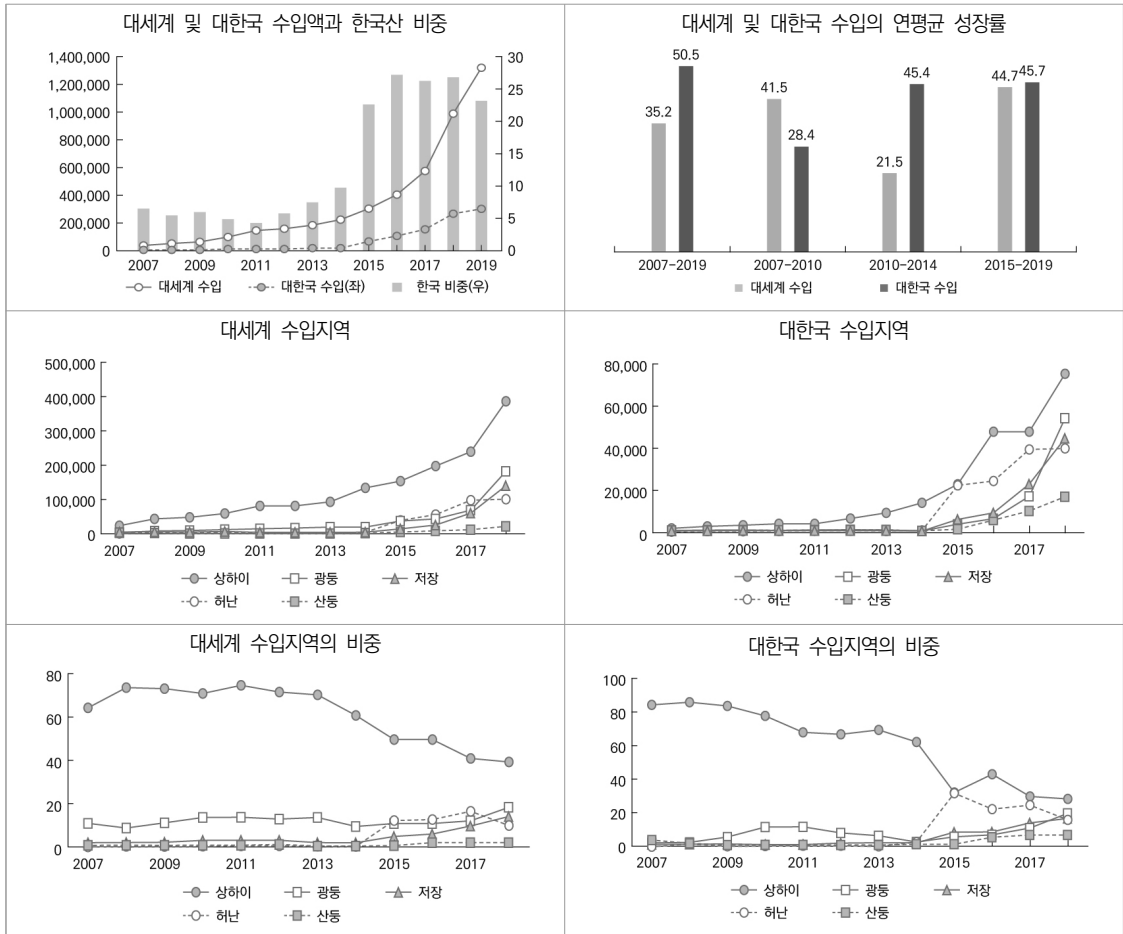 대세계 및 대한국 수입액과 한국산 비중
1,400,000
1,200,000
1,000,000
800,000
600,000
400,000
200,000
0
30
25
20
15
10
5
0
2007 2009 2011 2013 2015 2017 2019
대세계 수입 대한국 수입(좌) 한국 비중(우)
대세계 및 대한국 수입의 연평균 성장률
35.2 50.5 41.5 28.4 21.5 45.4 44.7 45.7
2007-2019 2007-2010 2010-2014 2015-2019
대세계 수입 대한국 수입
대세계 수입지역
500,000
400,000
300,000
200,000
100,000
0
2007 2009 2011 2013 2015 2017
상하이 광둥 저장
허난 산둥
대한국 수입지역
80,000
60,000
40,000
20,000
0
2007 2009 2011 2013 2015 2017
상하이 광둥 저장
허난 산둥
대세계 수입지역의 비중
80
60
40
20
0
2007 2009 2011 2013 2015 2017
상하이 광둥 저장
허난 산둥
대한국 수입지역의 비중
100
80
60
40
20
0
2007 2009 2011 2013 2015 2017
상하이 광둥 저장
허난 산둥